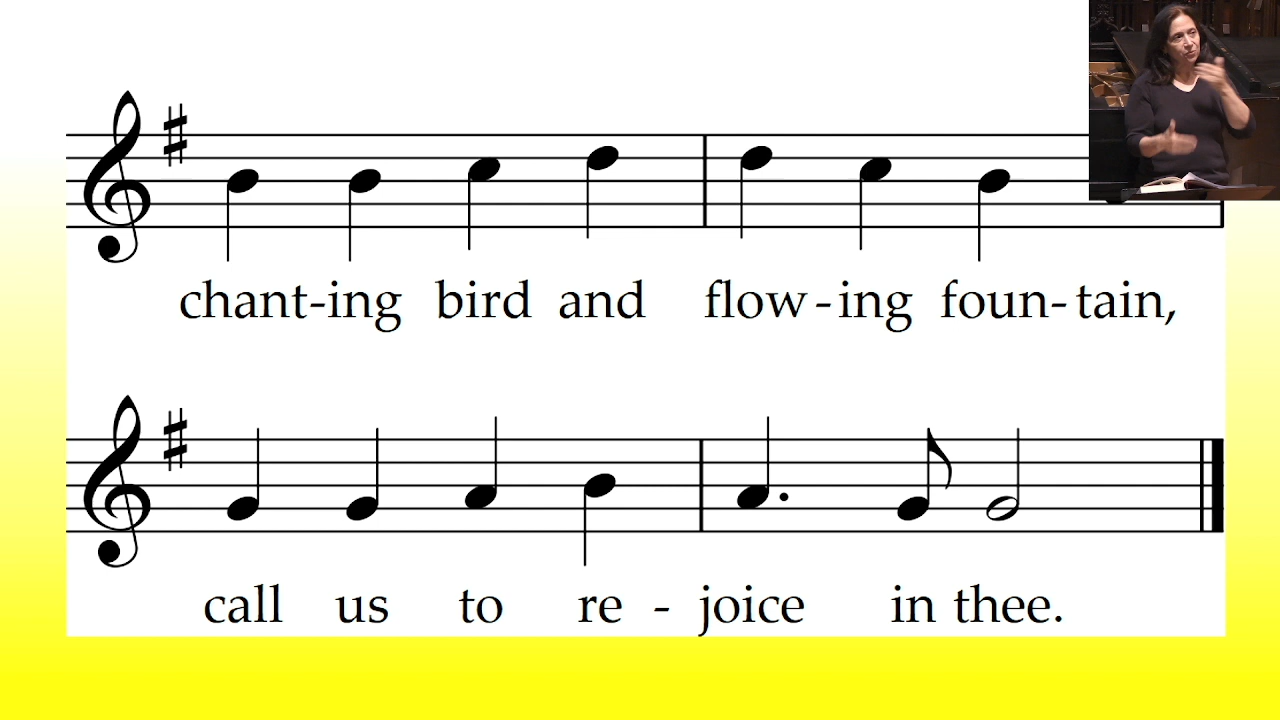 chant-ing bird and flow-ing foun-tain,
call us to re-joice in thee.